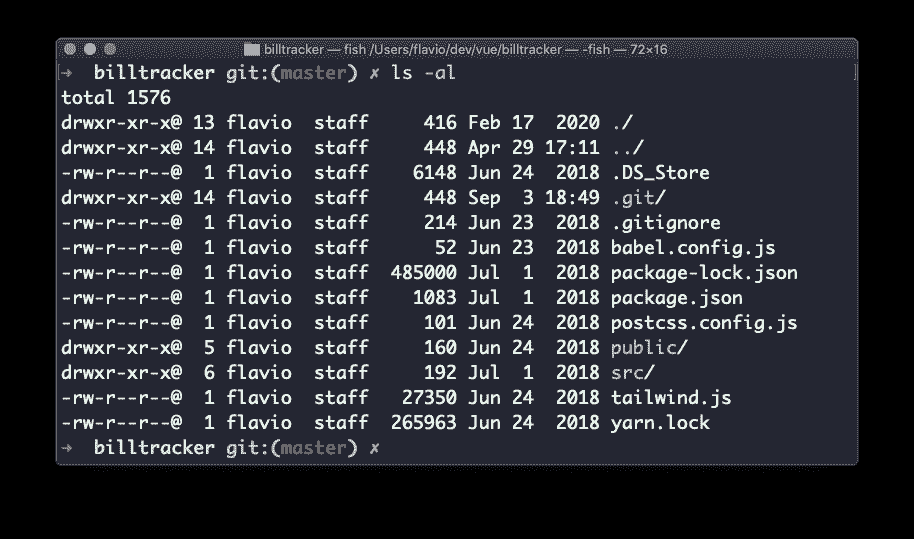 billtracker — fish /Users/flavio/dev/vue/billtracker — -fish — 72×16
➜  billtracker git:(master) ✗ ls -al
total 1576
drwxr-xr-x@ 13 flavio  staff     416 Feb 17  2020 ./
drwxr-xr-x@ 14 flavio  staff     448 Apr 29 17:11 ../
-rw-r--r--@  1 flavio  staff    6148 Jun 24  2018 .DS_Store
drwxr-xr-x@ 14 flavio  staff     448 Sep  3 18:49 .git/
-rw-r--r--@  1 flavio  staff     214 Jun 23  2018 .gitignore
-rw-r--r--@  1 flavio  staff      52 Jun 23  2018 babel.config.js
-rw-r--r--@  1 flavio  staff  485000 Jul  1  2018 package-lock.json
-rw-r--r--@  1 flavio  staff    1083 Jul  1  2018 package.json
-rw-r--r--@  1 flavio  staff     101 Jun 24  2018 postcss.config.js
drwxr-xr-x@  5 flavio  staff     160 Jun 24  2018 public/
drwxr-xr-x@  6 flavio  staff     192 Jul  1  2018 src/
-rw-r--r--@  1 flavio  staff   27350 Jun 24  2018 tailwind.js
-rw-r--r--@  1 flavio  staff  265963 Jun 24  2018 yarn.lock
➜  billtracker git:(master) ✗